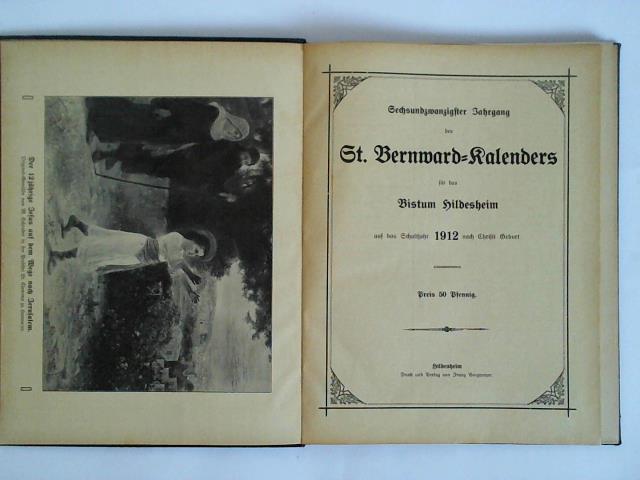 Der 12jährige Jesus auf dem Wege nach Jerusalem.
Sechsundzwanzigster Jahrgang
des
St. Bernward=Kalenders
für das
Bistum Hildesheim
auf das Schaltjahr 1912 nach Christi Geburt
Preis 50 Pfennig.
Hildesheim
Druck und Verlag von Franz Borgmeyer.